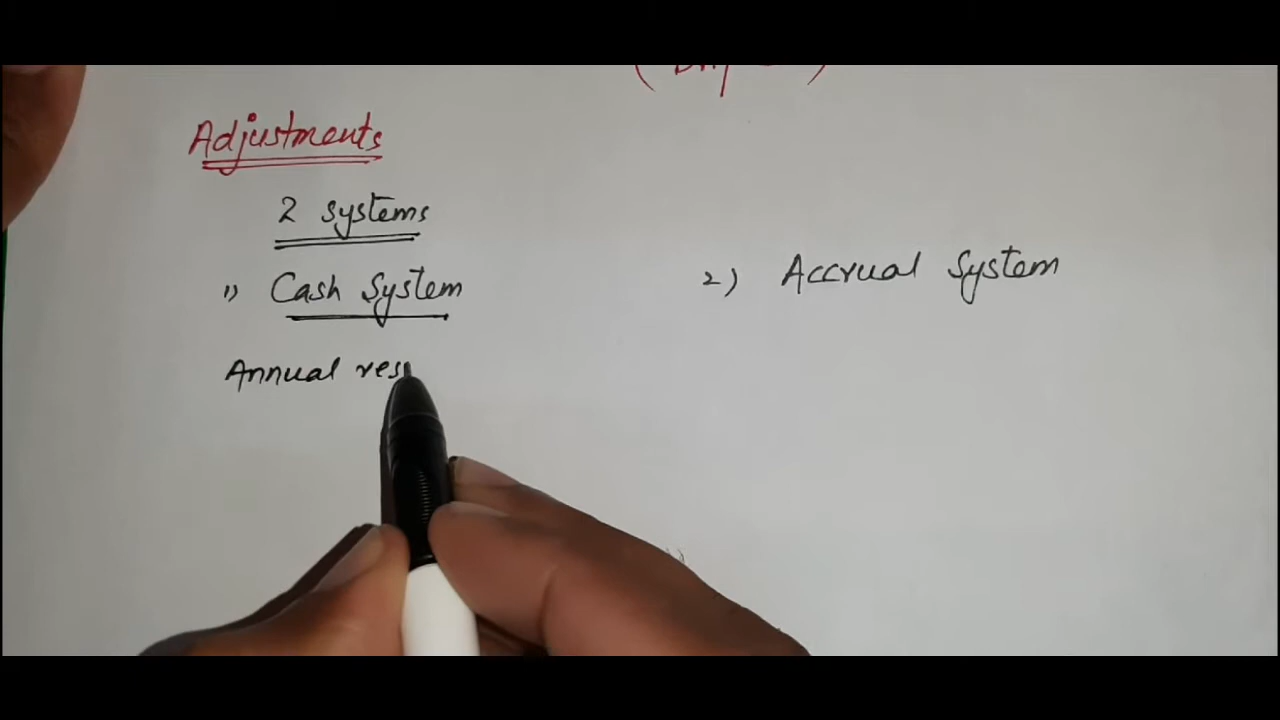 Adjustments
2 systems
1) Cash System
2) Accrual System
Annual res